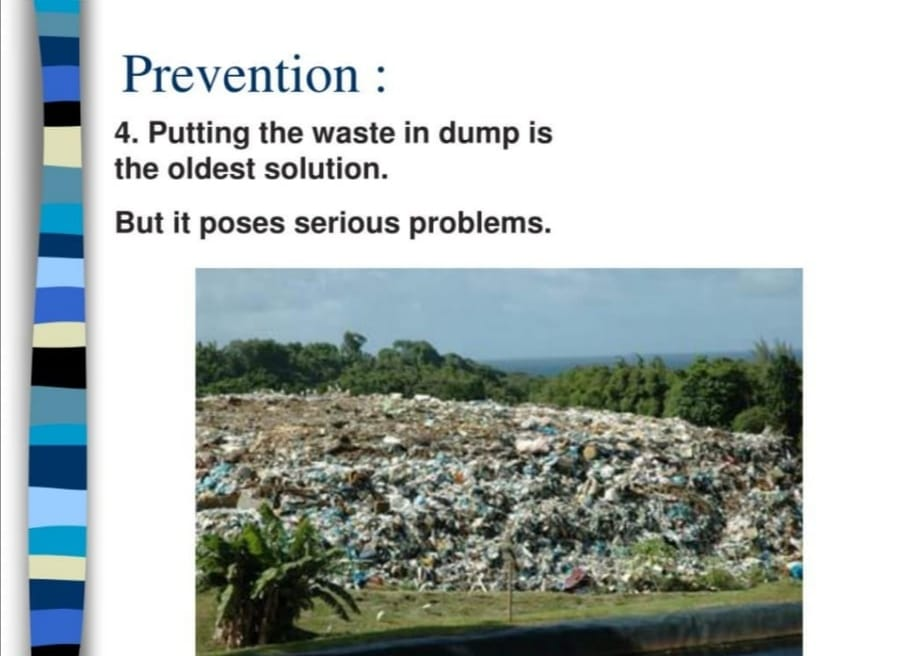 Prevention :
4. Putting the waste in dump is
the oldest solution.
But it poses serious problems.